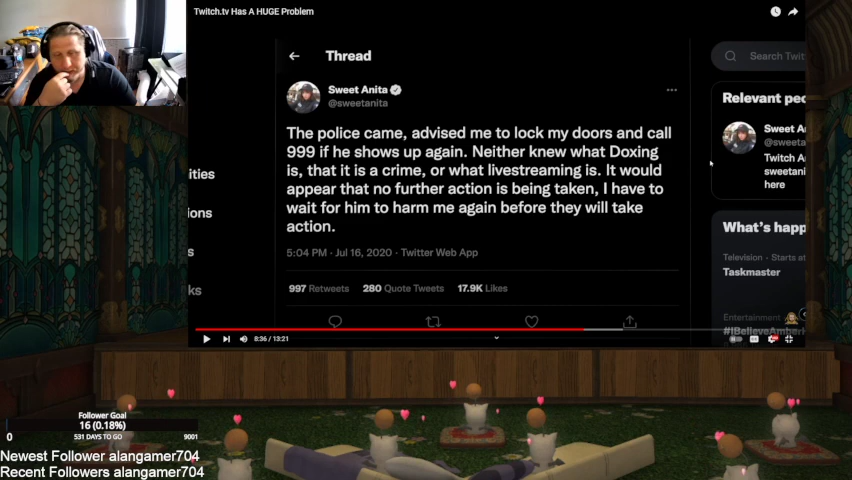 Twitch.tv Has A HUGE Problem
Thread
Search Twit
Sweet Anita
@sweetanita
Relevant peo
The police came, advised me to lock my doors and call
999 if he shows up again. Neither knew what Doxing
is, that it is a crime, or what livestreaming is. It would
appear that no further action is being taken, I have to
wait for him to harm me again before they will take
action.
Sweet A
@sweeta
Twitch A
sweetani
here
ities
ions
s
ks
5:04 PM · Jul 16, 2020 · Twitter Web App
What's happ
Television · Starts at
Taskmaster
997 Retweets 280 Quote Tweets 17.9K Likes
Entertainment
#IBelieveAmberH
8:36 / 13:21
Follower Goal
16 (0.18%)
0 531 DAYS TO GO 9001
Newest Follower alangamer704
Recent Followers alangamer704